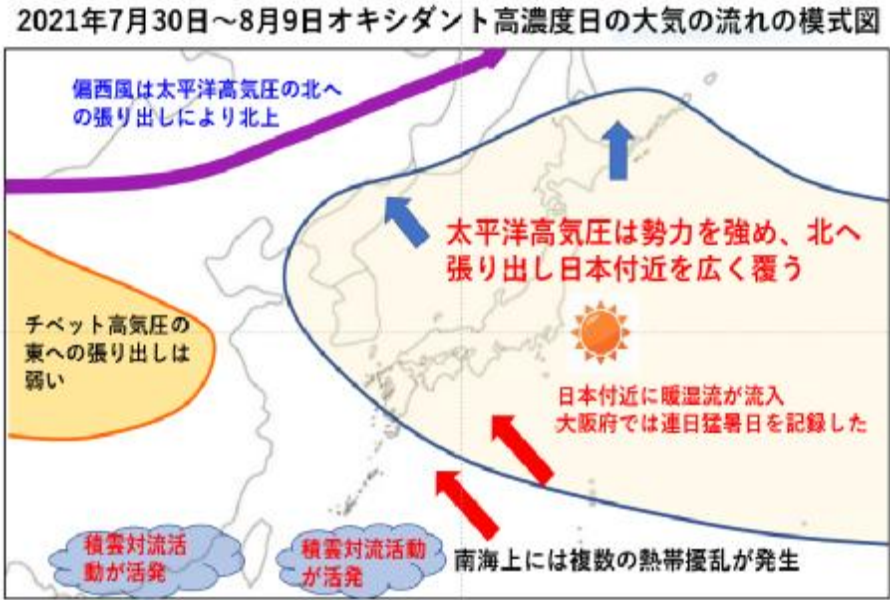 2021年7月30日～8月9日オキシダント高濃度日の大気の流れの模式図
偏西風は太平洋高気圧の北へ
の張り出しにより北上
太平洋高気圧は勢力を強め、北へ
張り出し日本付近を広く覆う
チベット高気圧の
東への張り出しは
弱い
日本付近に暖湿流が流入
大阪府では連日猛暑日を記録した
積雲対流活
動が活発
積雲対流活動
が活発
南海上には複数の熱帯擾乱が発生